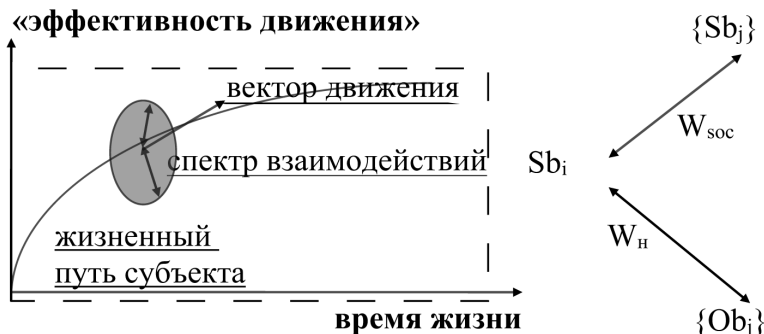 «эффективность движения»
вектор движения
спектр взаимодействий
жизненный
путь субъекта
время жизни
{Sbj}
Wsoc
Sbi
Wн
{Obj}